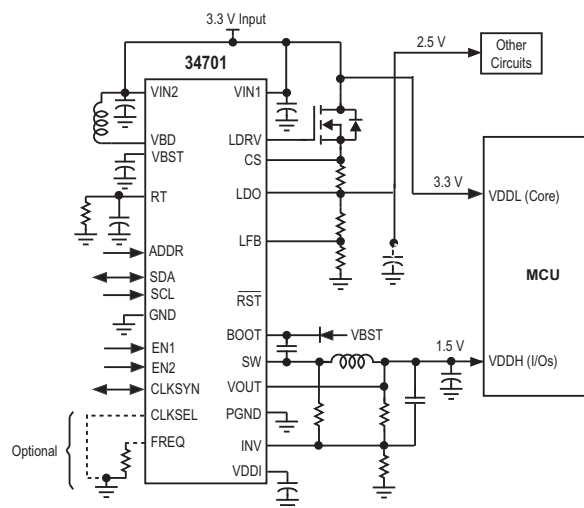 3.3 V Input
34701
2.5 V
Other
Circuits
VIN2
VIN1
VBD
LDRV
VBST
CS
RT
LDO
3.3 V
VDDL (Core)
ADDR
LFB
SDA
SCL
RST
MCU
GND
BOOT
VBST
EN1
SW
1.5 V
VDDH (I/Os)
EN2
CLKSYN
VOUT
CLKSEL
PGND
Optional
FREQ
INV
VDDI